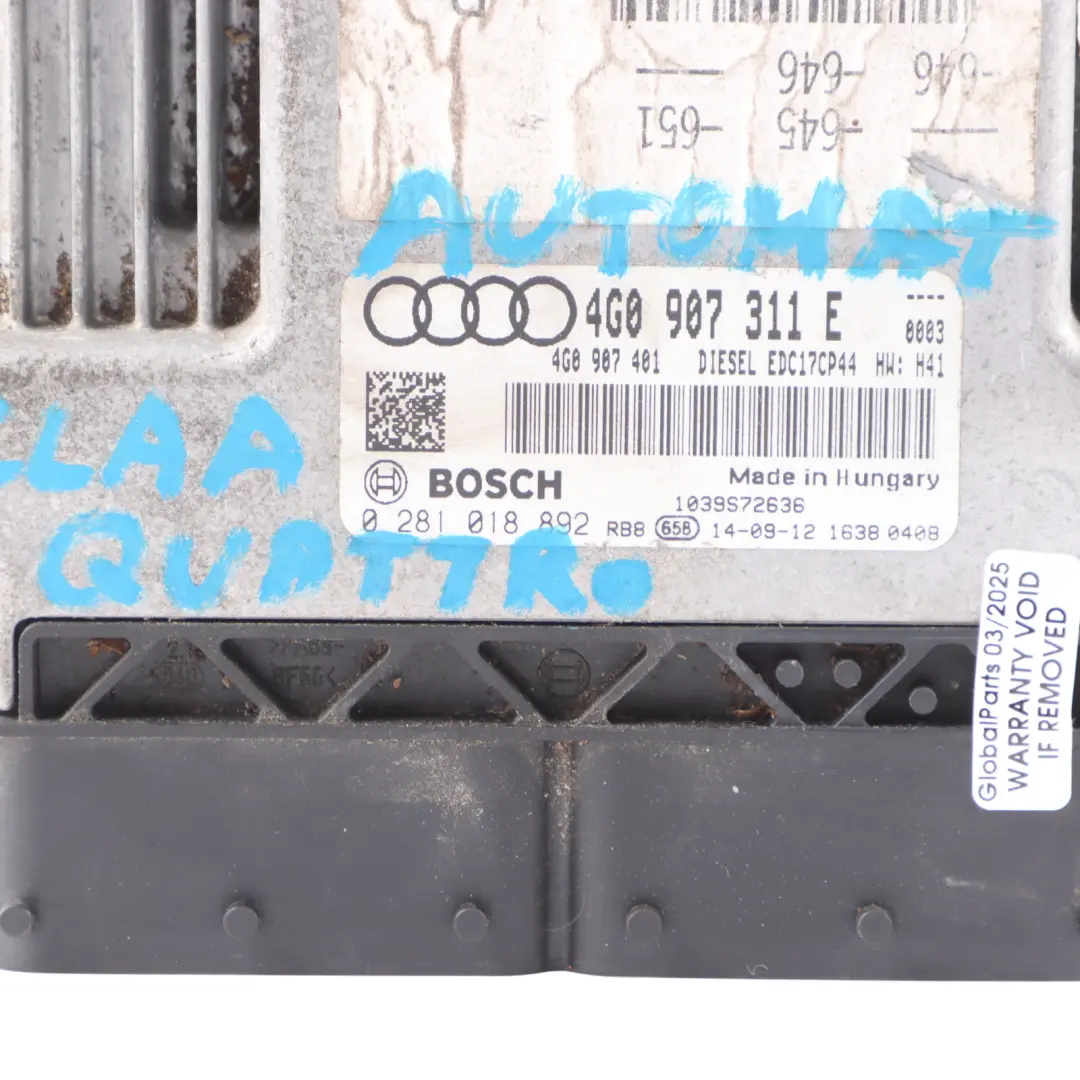 -646 -646
-645 -651
AUTOMAT
4G0 907 311 E ----
0003
4G0 907 401 DIESEL EDC17CP44 HW: H41
CLAA
BOSCH
Made in Hungary
1039S72636
0 281 018 892 RB8 658 14-09-12 1638 0408
QUATTRO
GlobalParts 03/2025
WARRANTY VOID
IF REMOVED